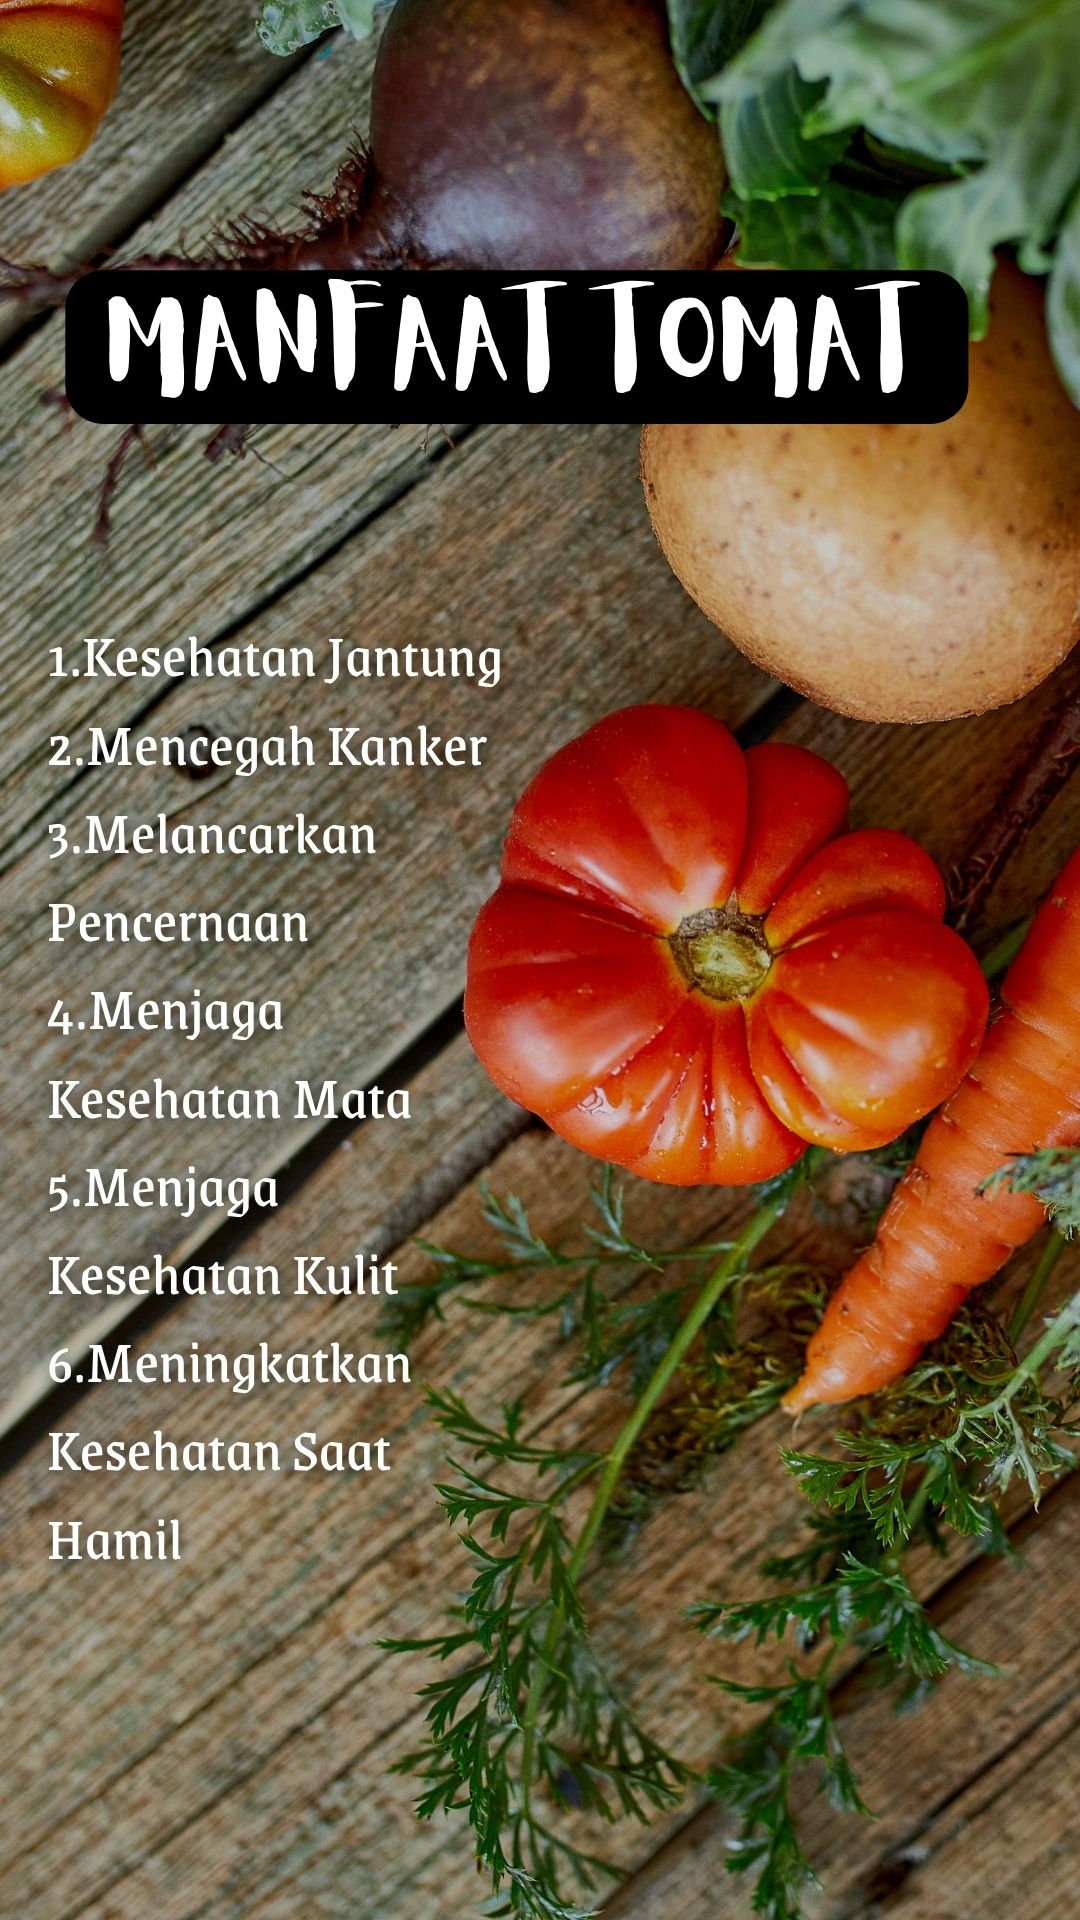 MANFAAT TOMAT
1.Kesehatan Jantung
2.Mencegah Kanker
3.Melancarkan
Pencernaan
4.Menjaga
Kesehatan Mata
5.Menjaga
Kesehatan Kulit
6.Meningkatkan
Kesehatan Saat
Hamil